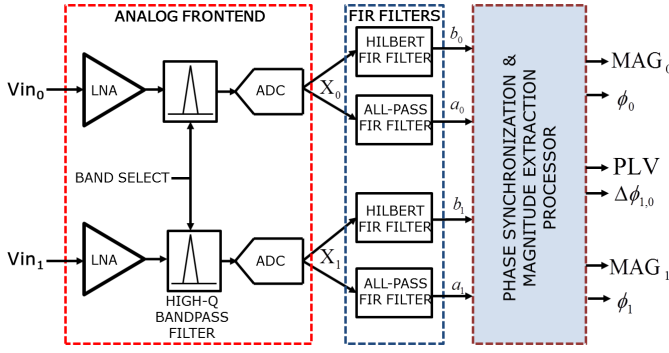 ANALOG FRONTEND
FIR FILTERS
Vin₀
LNA
ADC
X₀
HILBERT
FIR FILTER
b₀
ALL-PASS
FIR FILTER
a₀
BAND SELECT
Vin₁
LNA
HIGH-Q
BANDPASS
FILTER
ADC
X₁
HILBERT
FIR FILTER
b₁
ALL-PASS
FIR FILTER
a₁
PHASE SYNCHRONIZATION &
MAGNITUDE EXTRACTION
PROCESSOR
MAG₀
ϕ₀
PLV
Δϕ₁,₀
MAG₁
ϕ₁